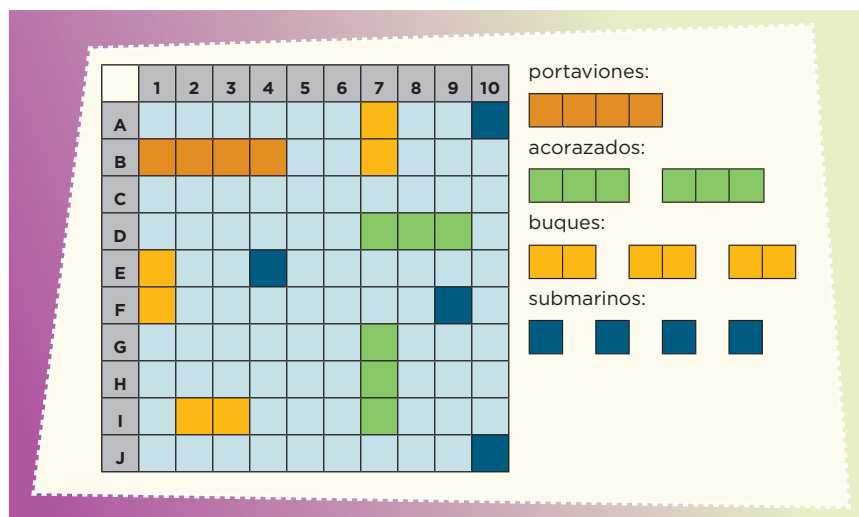 1 2 3 4 5 6 7 8 9 10
A
B
C
D
E
F
G
H
I
J
portaviones:
acorazados:
buques:
submarinos: